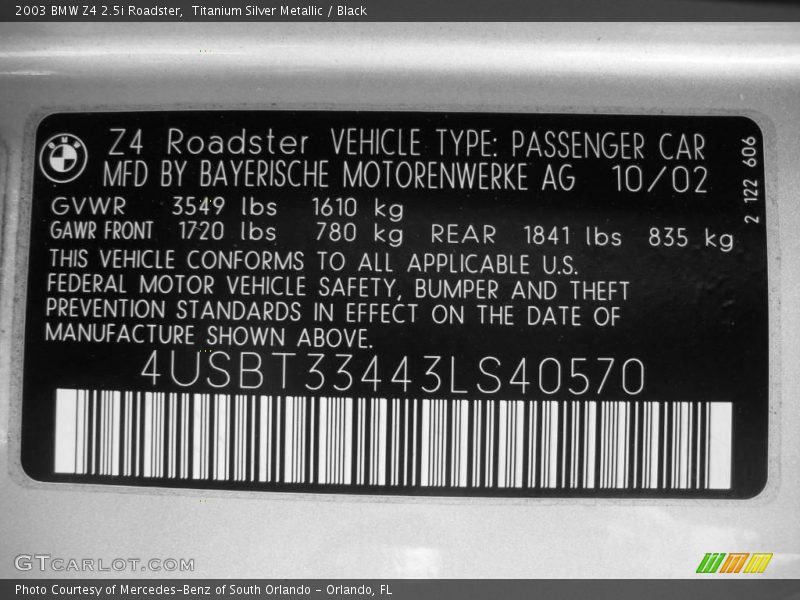 2003 BMW Z4 2.5i Roadster, Titanium Silver Metallic / Black
BMW
Z4 Roadster VEHICLE TYPE: PASSENGER CAR
MFD BY BAYERISCHE MOTORENWERKE AG 10/02
GVWR 3549 lbs 1610 kg
GAWR FRONT 1720 lbs 780 kg REAR 1841 lbs 835 kg
THIS VEHICLE CONFORMS TO ALL APPLICABLE U.S.
FEDERAL MOTOR VEHICLE SAFETY, BUMPER AND THEFT
PREVENTION STANDARDS IN EFFECT ON THE DATE OF
MANUFACTURE SHOWN ABOVE.
4USBT33443LS40570
2 122 606
GTCARLOT.COM
Photo Courtesy of Mercedes-Benz of South Orlando - Orlando, FL